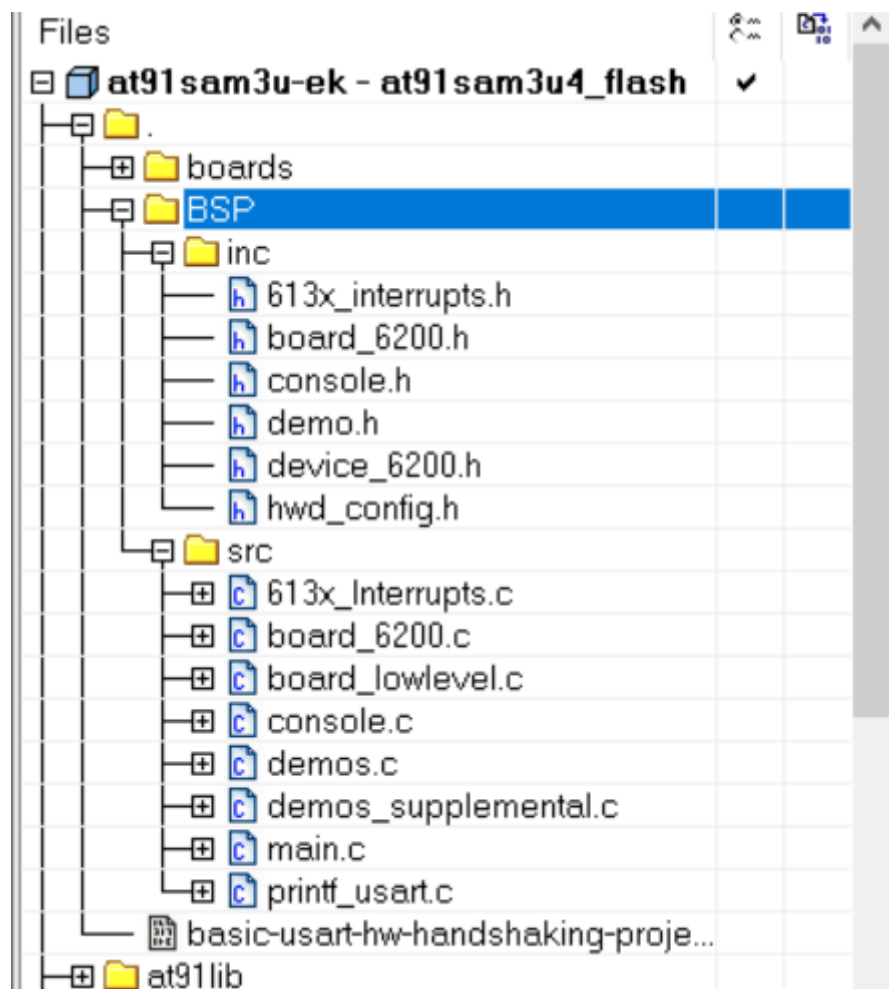 Files
at91sam3u-ek - at91sam3u4_flash
.
boards
BSP
inc
613x_interrupts.h
board_6200.h
console.h
demo.h
device_6200.h
hwd_config.h
src
613x_Interrupts.c
board_6200.c
board_lowlevel.c
console.c
demos.c
demos_supplemental.c
main.c
printf_usart.c
basic-usart-hw-handshaking-proje...
at91lib